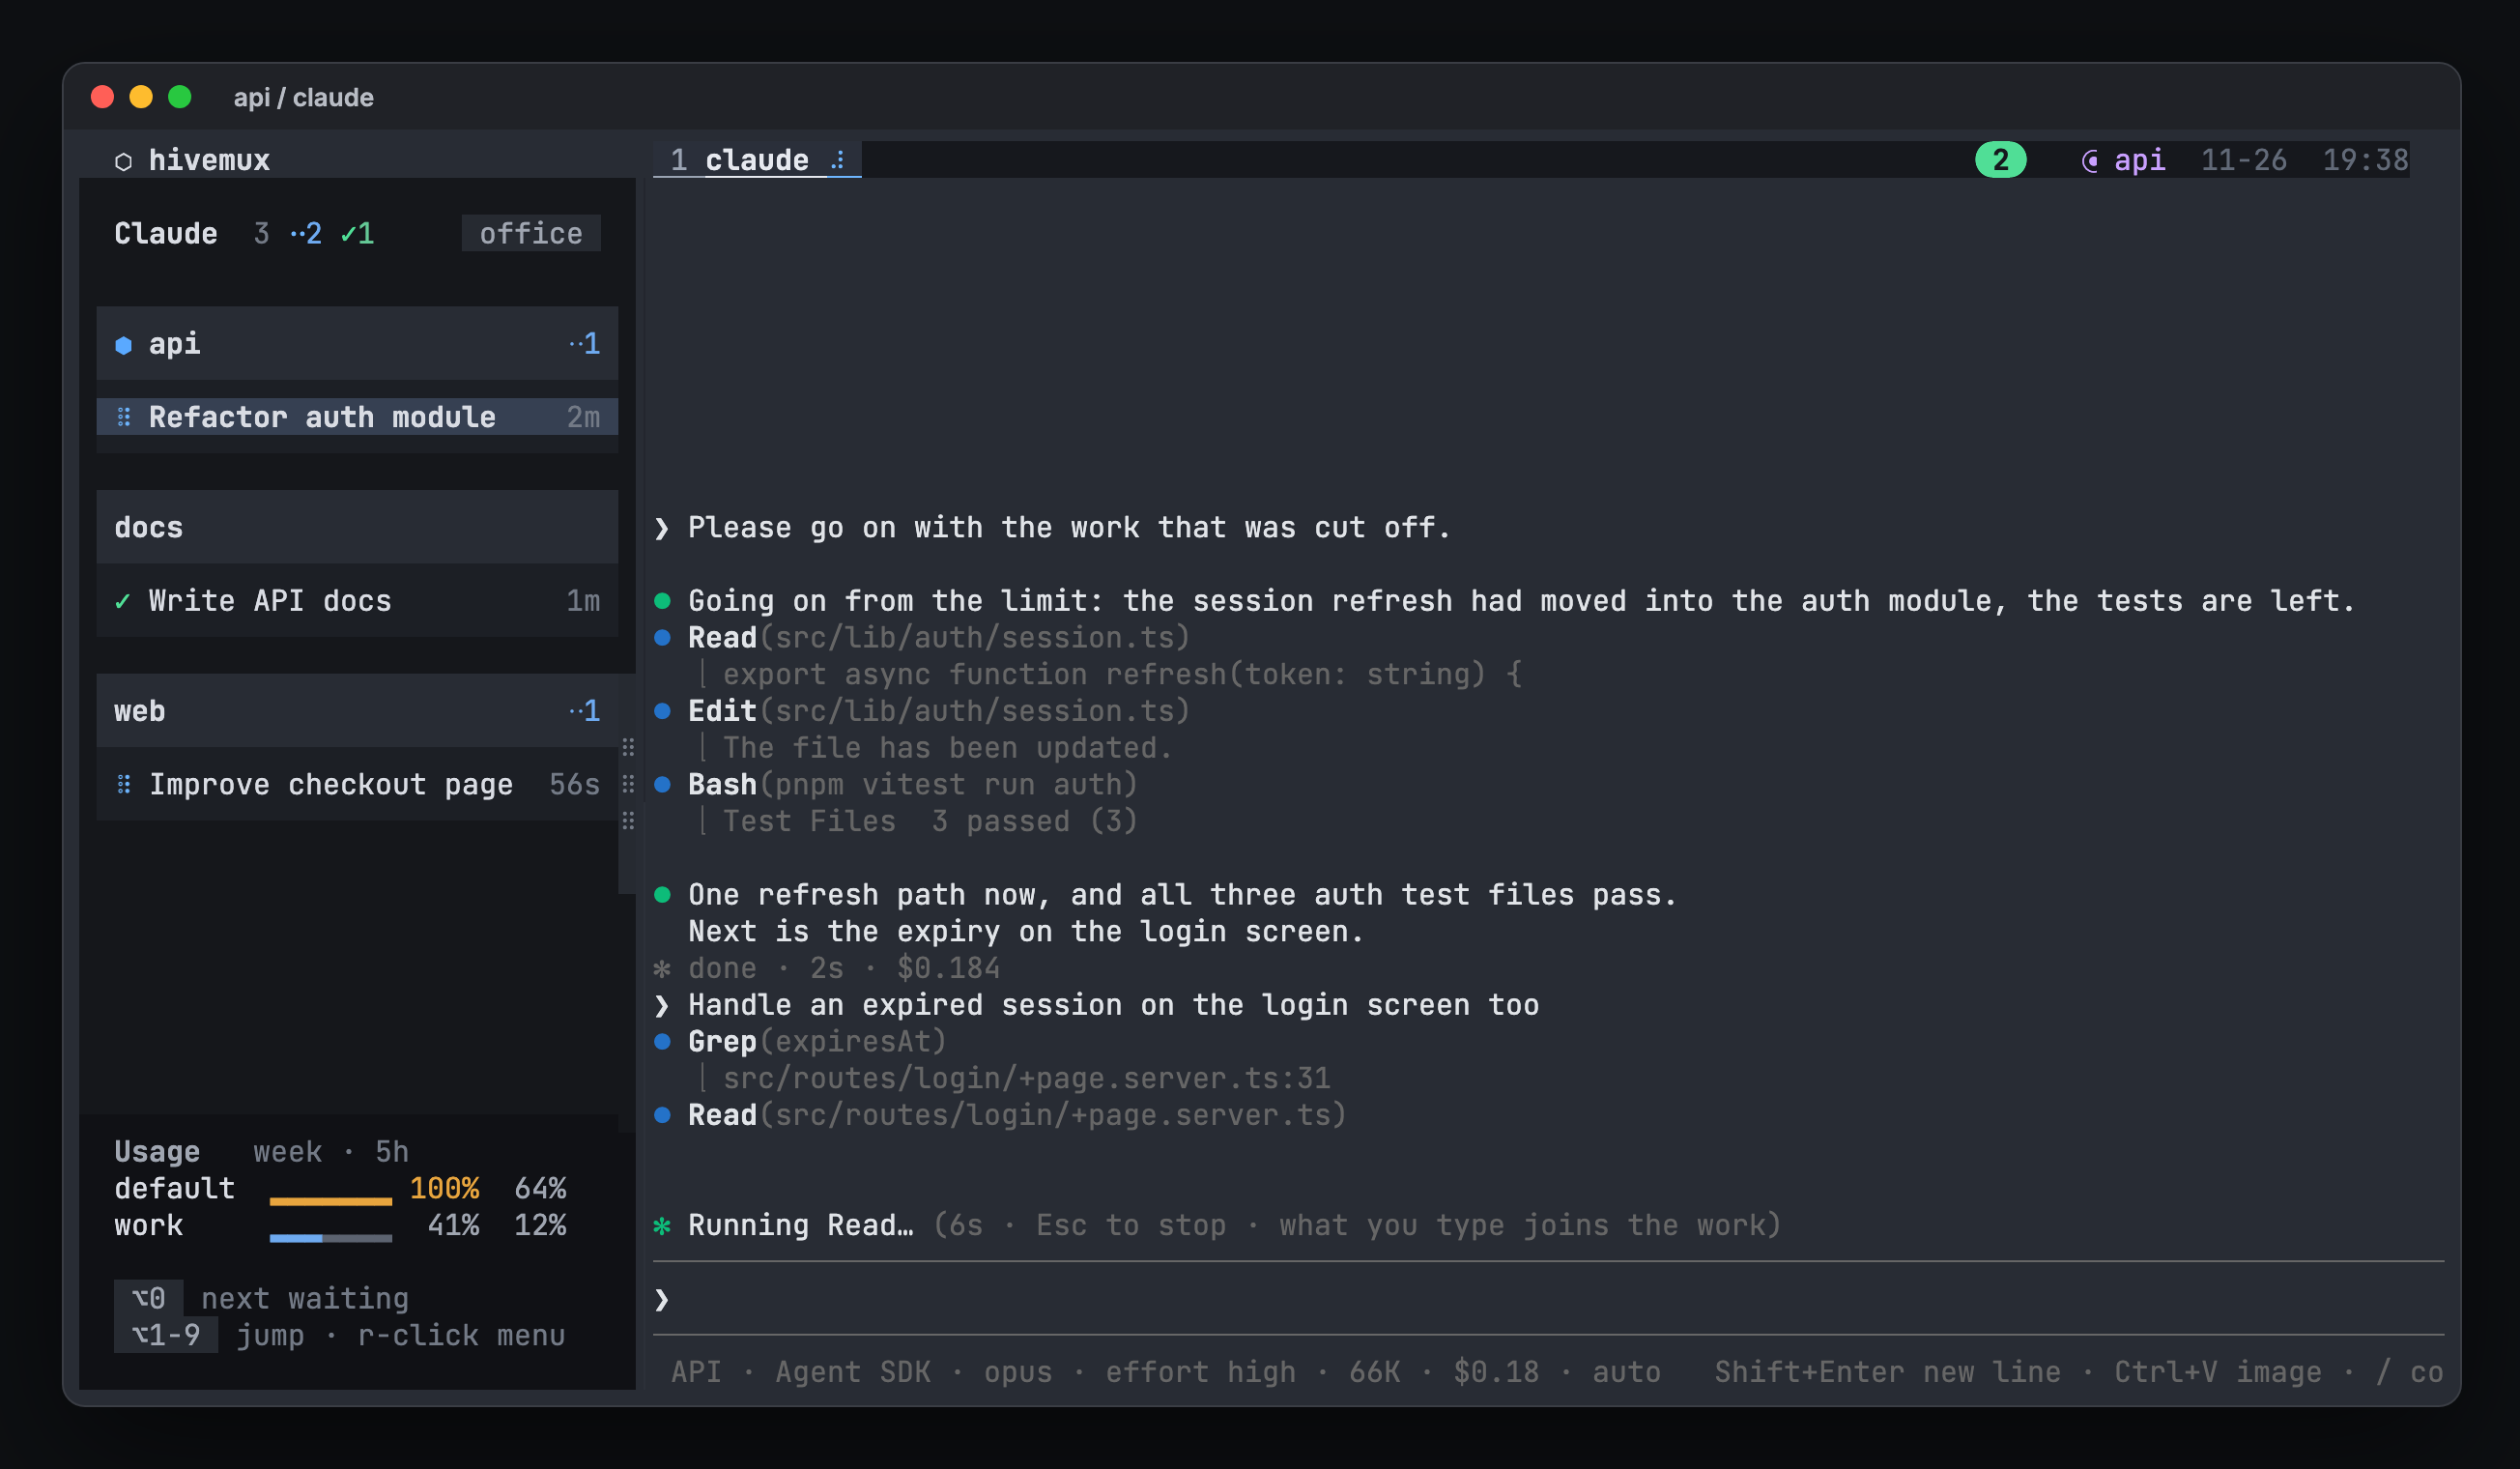 api / claude
hivemux
1 claude
2 api 11-26 19:38
Claude 3 ··2 ✓1 office
api ··1
Refactor auth module 2m
docs
✓ Write API docs 1m
web ··1
Improve checkout page 56s
Usage week · 5h
default 100% 64%
work 41% 12%
⌥0 next waiting
⌥1-9 jump · r-click menu
❯ Please go on with the work that was cut off.
● Going on from the limit: the session refresh had moved into the auth module, the tests are left.
● Read(src/lib/auth/session.ts)
⎣ export async function refresh(token: string) {
● Edit(src/lib/auth/session.ts)
⎣ The file has been updated.
● Bash(pnpm vitest run auth)
⎣ Test Files 3 passed (3)
● One refresh path now, and all three auth test files pass.
Next is the expiry on the login screen.
✻ done · 2s · $0.184
❯ Handle an expired session on the login screen too
● Grep(expiresAt)
⎣ src/routes/login/+page.server.ts:31
● Read(src/routes/login/+page.server.ts)
✻ Running Read… (6s · Esc to stop · what you type joins the work)
❯
API · Agent SDK · opus · effort high · 66K · $0.18 · auto Shift+Enter new line · Ctrl+V image · / co